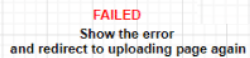 FAILED
Show the error
and redirect to uploading page again